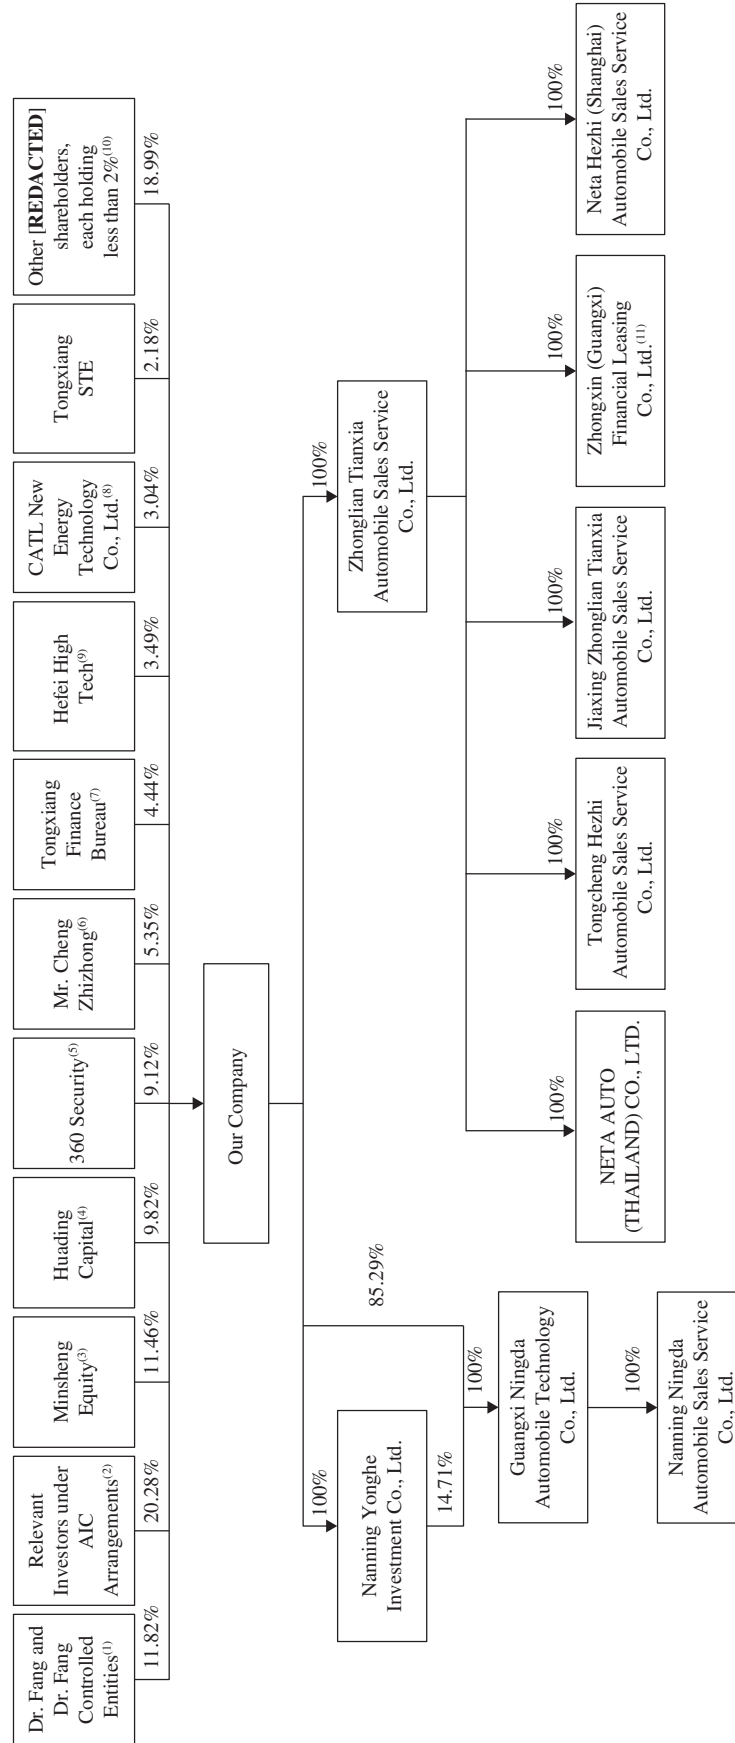 Dr. Fang and
Dr. Fang
Controlled
Entities(1)
Relevant
Investors under
AIC
Arrangements(2)
Minsheng
Equity(3)
Huading
Capital(4)
360 Security(5)
Mr. Cheng
Zhizhong(6)
Tongxiang
Finance
Bureau(7)
Hefei High
Tech(9)
CATL New
Energy
Technology
Co., Ltd.(8)
Tongxiang
STE
Other [REDACTED]
shareholders,
each holding
less than 2%(10)
11.82%
20.28%
11.46%
9.82%
9.12%
5.35%
4.44%
3.49%
3.04%
2.18%
18.99%
Our Company
100%
85.29%
100%
Nanning Yonghe
Investment Co., Ltd.
Zhonglian Tianxia
Automobile Sales Service
Co., Ltd.
14.71%
100%
Guangxi Ningda
Automobile Technology
Co., Ltd.
100%
100%
100%
100%
100%
100%
Nanning Ningda
Automobile Sales Service
Co., Ltd.
NETA AUTO
(THAILAND) CO., LTD.
Tongcheng Hezhi
Automobile Sales Service
Co., Ltd.
Jiaxing Zhonglian Tianxia
Automobile Sales Service
Co., Ltd.
Zhongxin (Guangxi)
Financial Leasing
Co., Ltd.(11)
Neta Hezhi (Shanghai)
Automobile Sales Service
Co., Ltd.